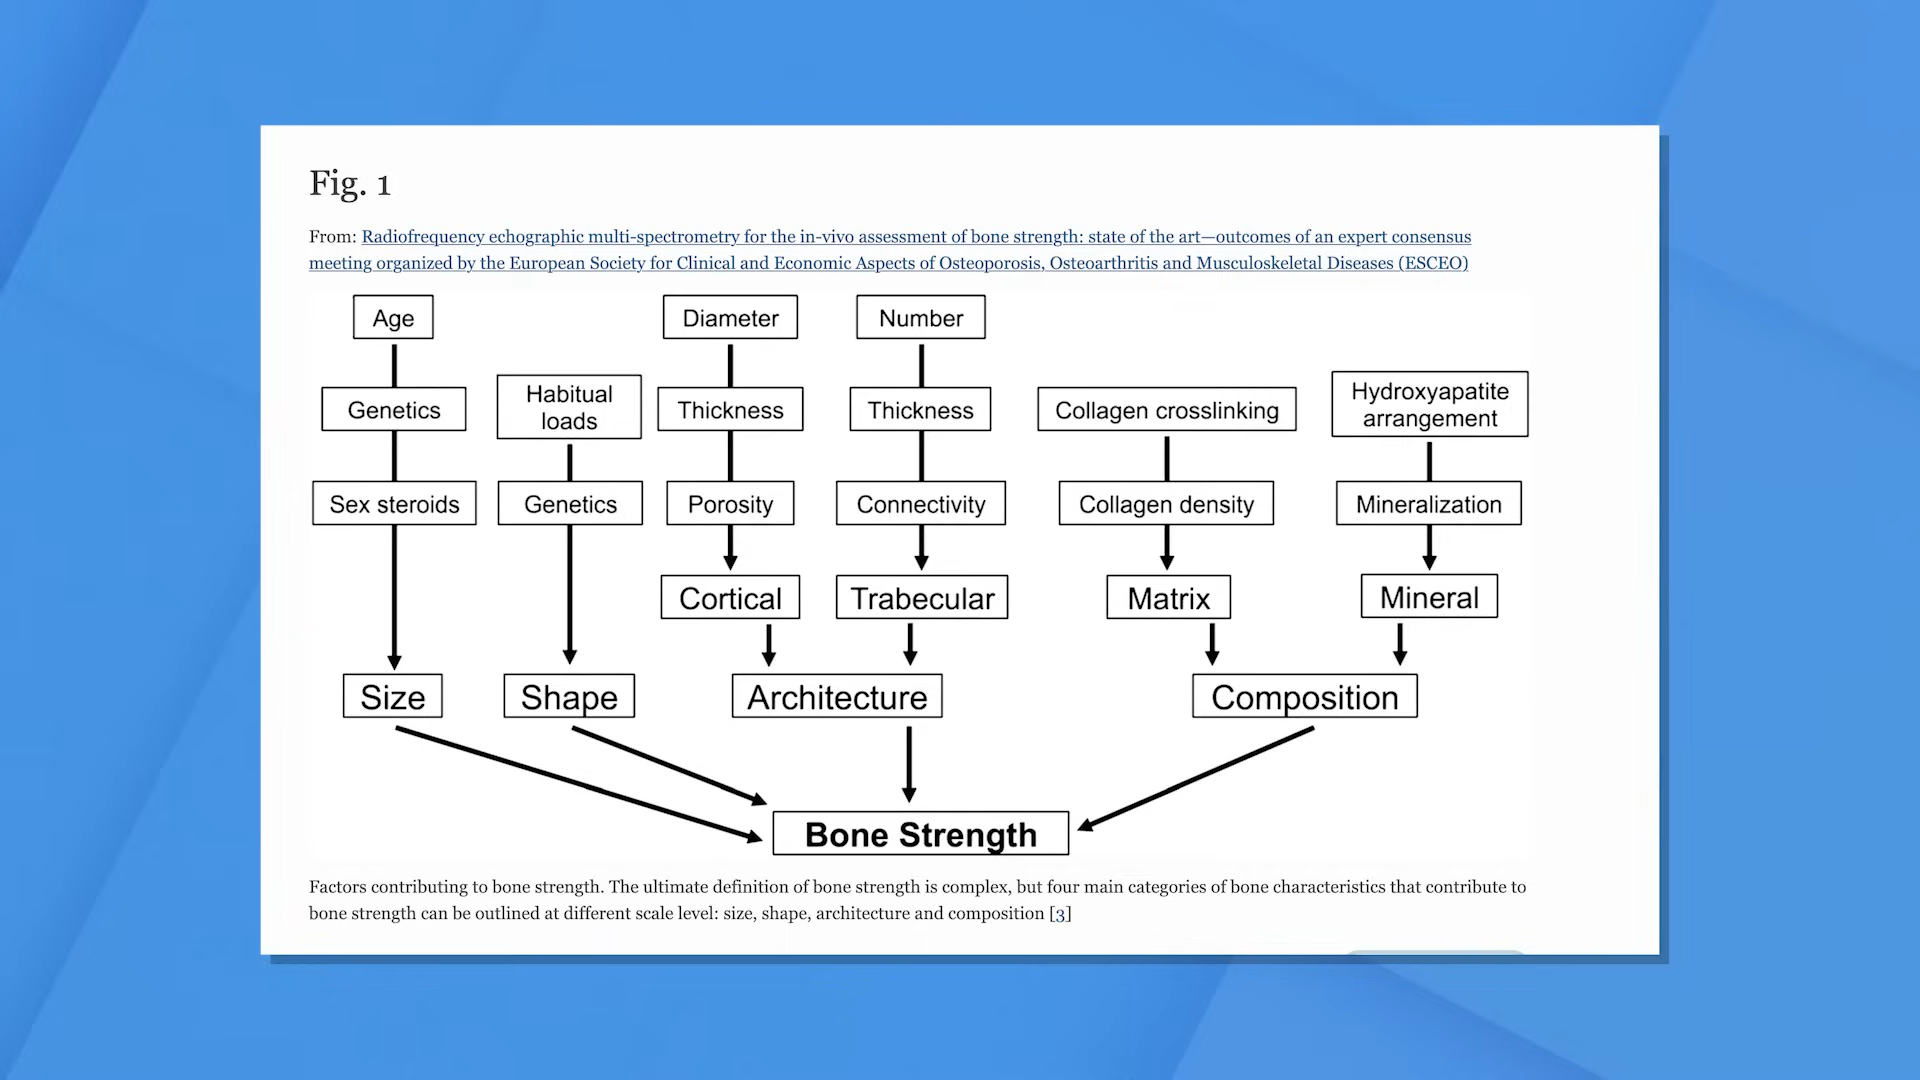 Fig. 1
From: Radiofrequency echographic multi-spectrometry for the in-vivo assessment of bone strength: state of the art—outcomes of an expert consensus
meeting organized by the European Society for Clinical and Economic Aspects of Osteoporosis, Osteoarthritis and Musculoskeletal Diseases (ESCEO)
Age
Diameter
Number
Genetics
Habitual
loads
Thickness
Thickness
Collagen crosslinking
Hydroxyapatite
arrangement
Sex steroids
Genetics
Porosity
Connectivity
Collagen density
Mineralization
Cortical
Trabecular
Matrix
Mineral
Size
Shape
Architecture
Composition
Bone Strength
Factors contributing to bone strength. The ultimate definition of bone strength is complex, but four main categories of bone characteristics that contribute to
bone strength can be outlined at different scale level: size, shape, architecture and composition [3]